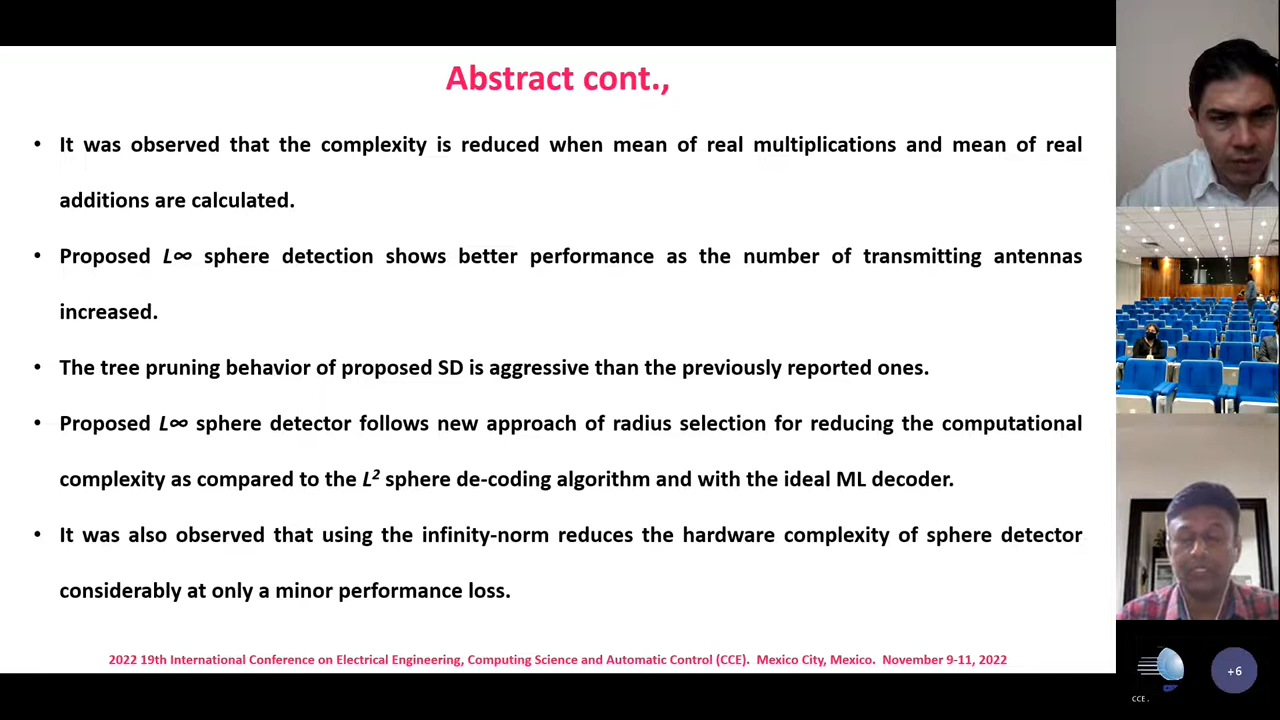 Abstract cont.,
• It was observed that the complexity is reduced when mean of real multiplications and mean of real
additions are calculated.
• Proposed L∞ sphere detection shows better performance as the number of transmitting antennas
increased.
• The tree pruning behavior of proposed SD is aggressive than the previously reported ones.
• Proposed L∞ sphere detector follows new approach of radius selection for reducing the computational
complexity as compared to the L² sphere de-coding algorithm and with the ideal ML decoder.
• It was also observed that using the infinity-norm reduces the hardware complexity of sphere detector
considerably at only a minor performance loss.
2022 19th International Conference on Electrical Engineering, Computing Science and Automatic Control (CCE). Mexico City, Mexico. November 9-11, 2022
+6
CCE .